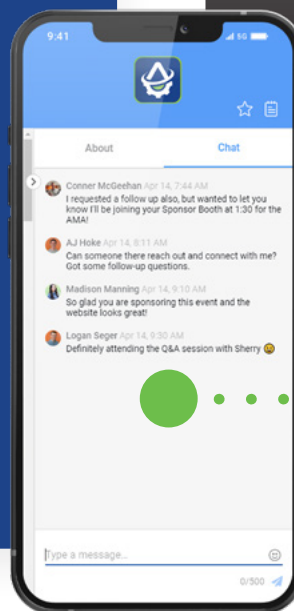 9:41
5G
About
Chat
Conner McGeehan Apr 14, 7:44 AM
I requested a follow up also, but wanted to let you
know I'll be joining your Sponsor Booth at 1:30 for the
AMA!
AJ Hoke Apr 14, 8:11 AM
Can someone there reach out and connect with me?
Got some follow-up questions.
Madison Manning Apr 14, 9:10 AM
So glad you are sponsoring this event and the
website looks great!
Logan Seger Apr 14, 9:30 AM
Definitely attending the Q&A session with Sherry 😀
Type a message...
0/500